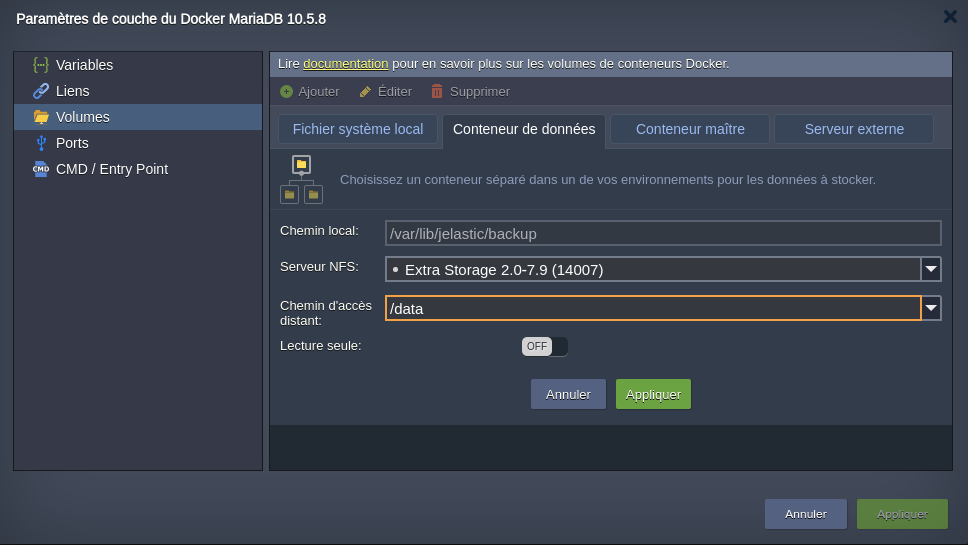 Paramètres de couche du Docker MariaDB 10.5.8
Variables
Liens
Volumes
Ports
CMD CMD / Entry Point
Lire documentation pour en savoir plus sur les volumes de conteneurs Docker.
Ajouter Éditer Supprimer
Fichier système local Conteneur de données Conteneur maître Serveur externe
Choisissez un conteneur séparé dans un de vos environnements pour les données à stocker.
Chemin local: /var/lib/jelastic/backup
Serveur NFS: Extra Storage 2.0-7.9 (14007)
Chemin d'accès
distant: /data
Lecture seule: OFF
Annuler Appliquer
Annuler Appliquer